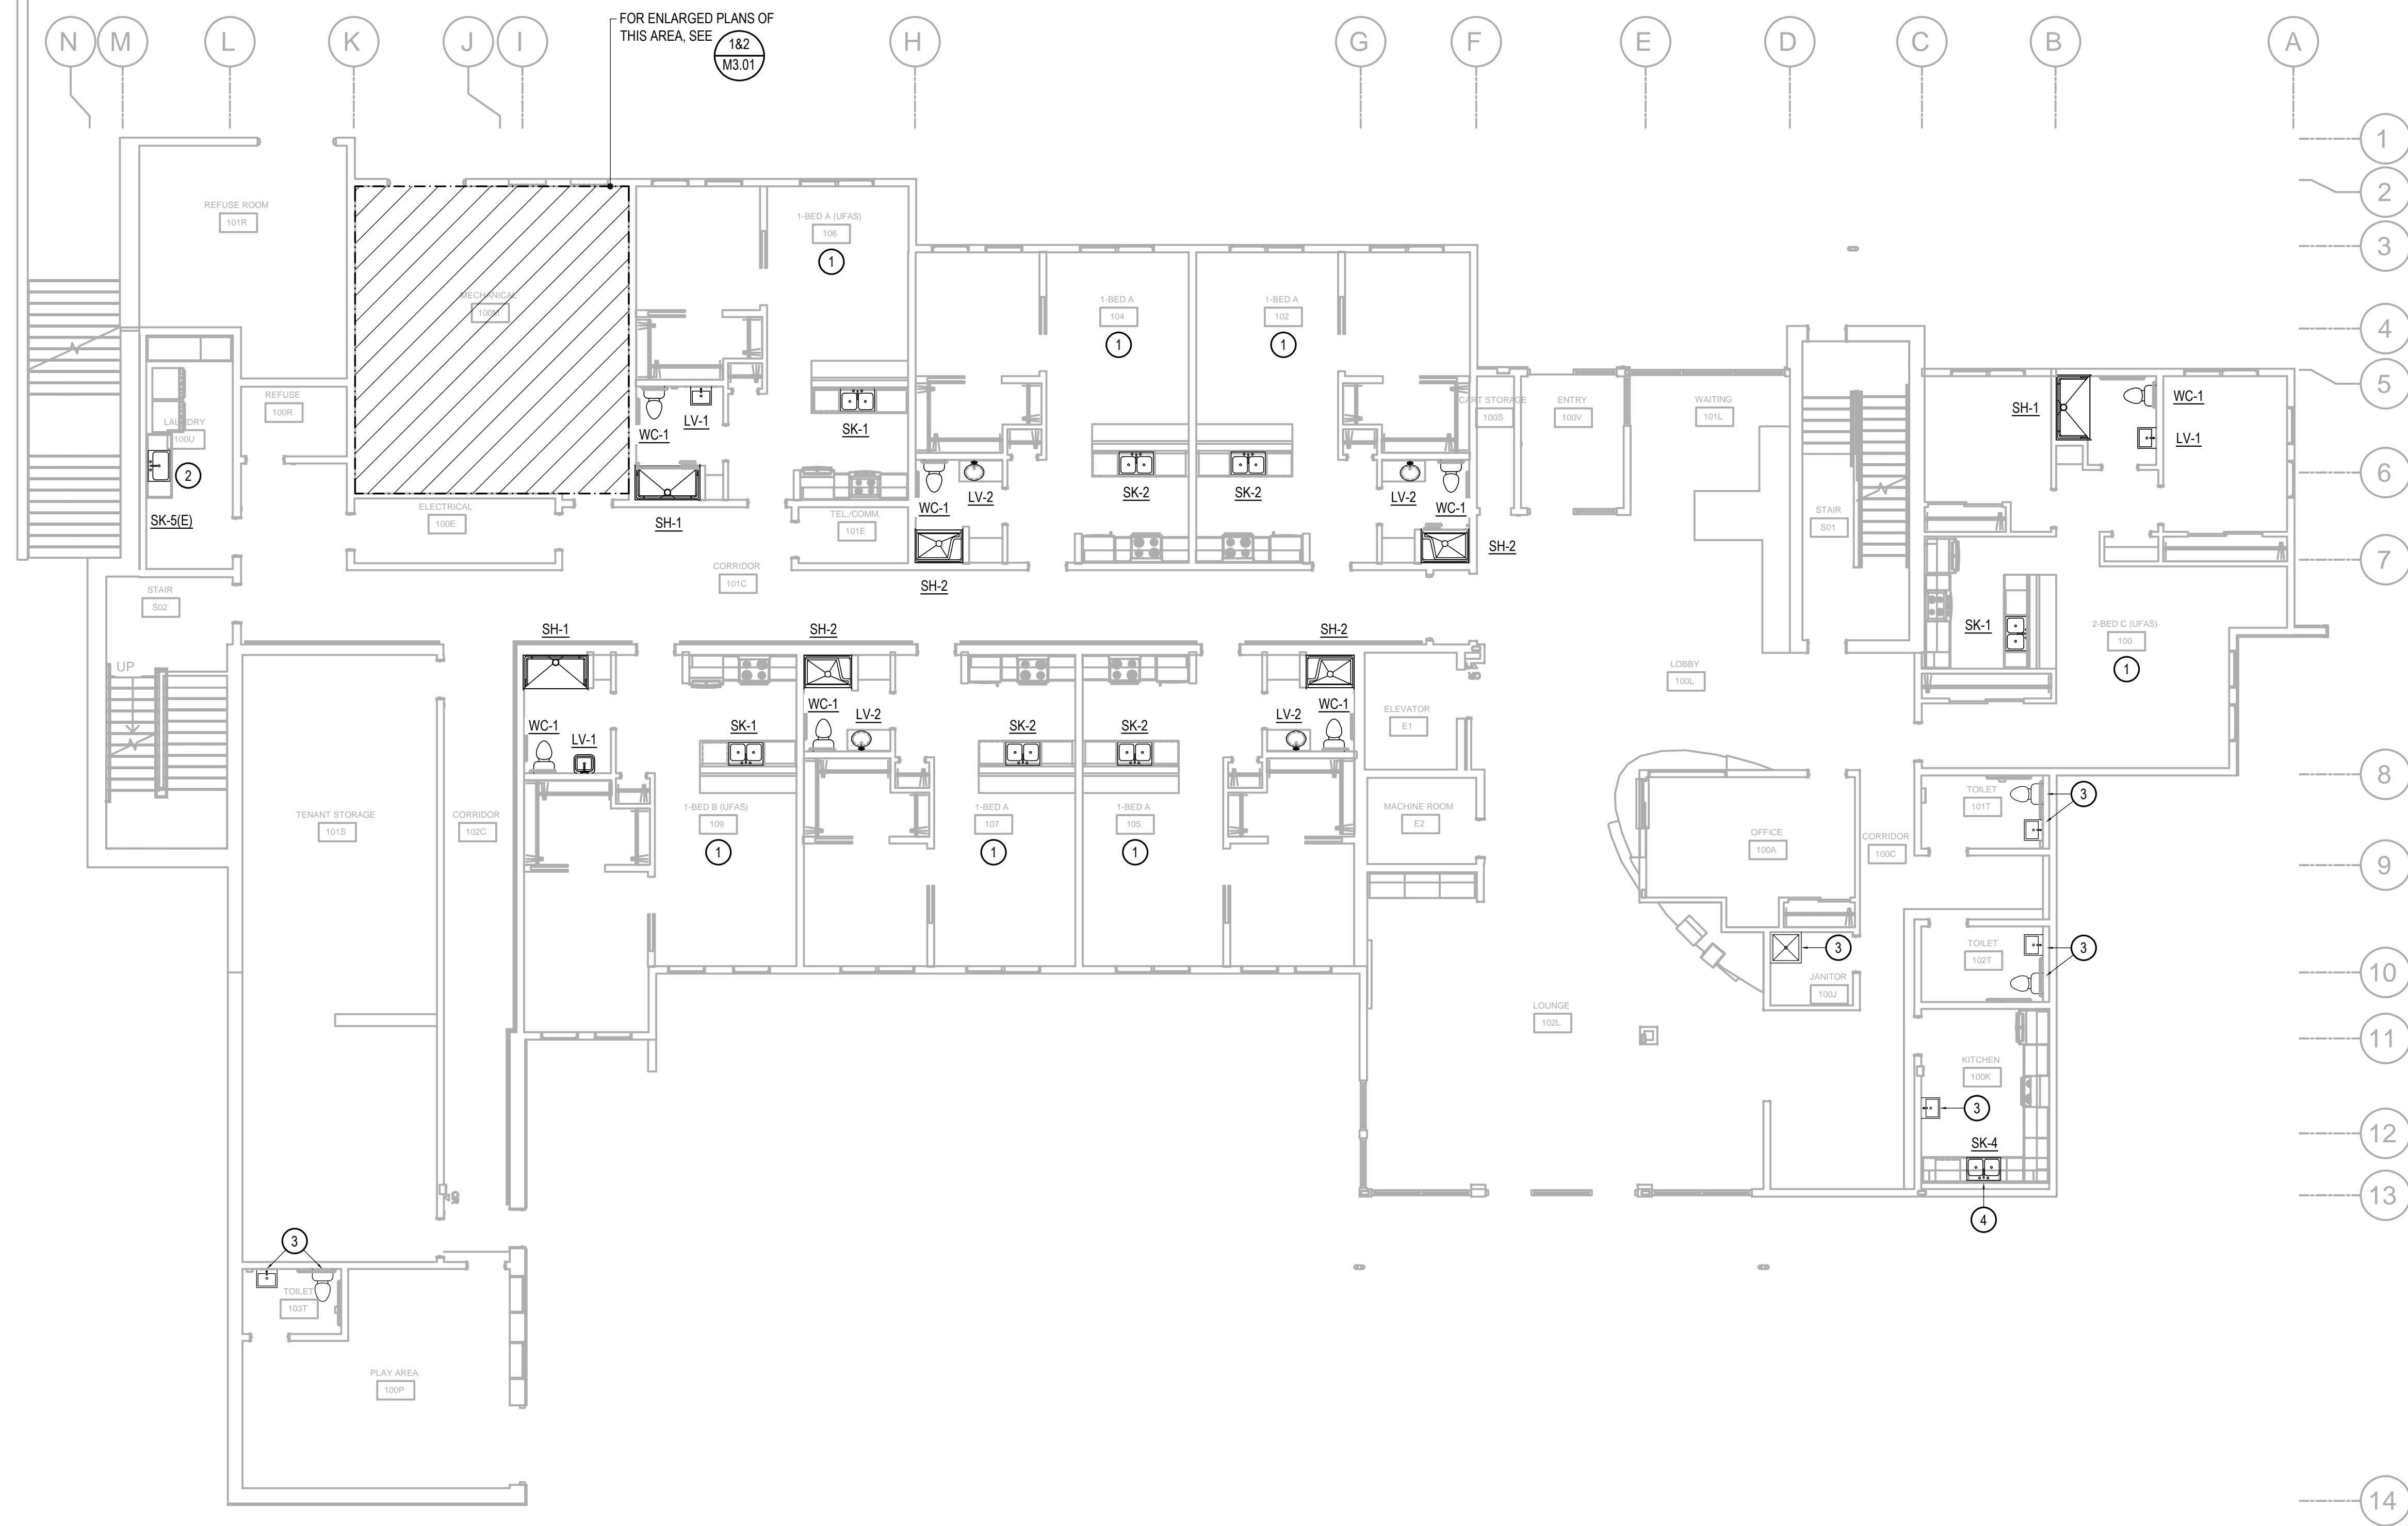 FOR ENLARGED PLANS OF
THIS AREA, SEE
1&2
M3.01
N
M
L
K
J
I
H
G
F
E
D
C
B
A
1
2
3
4
5
6
7
8
9
10
11
12
13
14
REFUSE ROOM
101R
MECHANICAL
100M
1-BED A (UFAS)
106
1
1-BED A
104
1
1-BED A
102
1
REFUSE
100R
LAUNDRY
100U
2
SK-5(E)
ELECTRICAL
100E
WC-1
LV-1
SK-1
SH-1
TEL./COMM.
101E
CORRIDOR
101C
WC-1
LV-2
SH-2
SK-2
SK-2
LV-2
WC-1
SH-2
CART STORAGE
100S
ENTRY
100V
WAITING
101L
STAIR
S01
SH-1
WC-1
LV-1
SK-1
2-BED C (UFAS)
100
1
STAIR
S02
UP
TENANT STORAGE
101S
CORRIDOR
102C
SH-1
WC-1
LV-1
SK-1
1-BED B (UFAS)
109
1
SH-2
WC-1
LV-2
SK-2
1-BED A
107
1
SK-2
1-BED A
105
1
SH-2
LV-2
WC-1
ELEVATOR
E1
CR
MACHINE ROOM
E2
LOBBY
100L
OFFICE
100A
CORRIDOR
100C
TOILET
101T
3
TOILET
102T
3
3
JANITOR
100J
LOUNGE
102L
KITCHEN
100K
3
SK-4
4
CR
3
TOILET
103T
PLAY AREA
100P